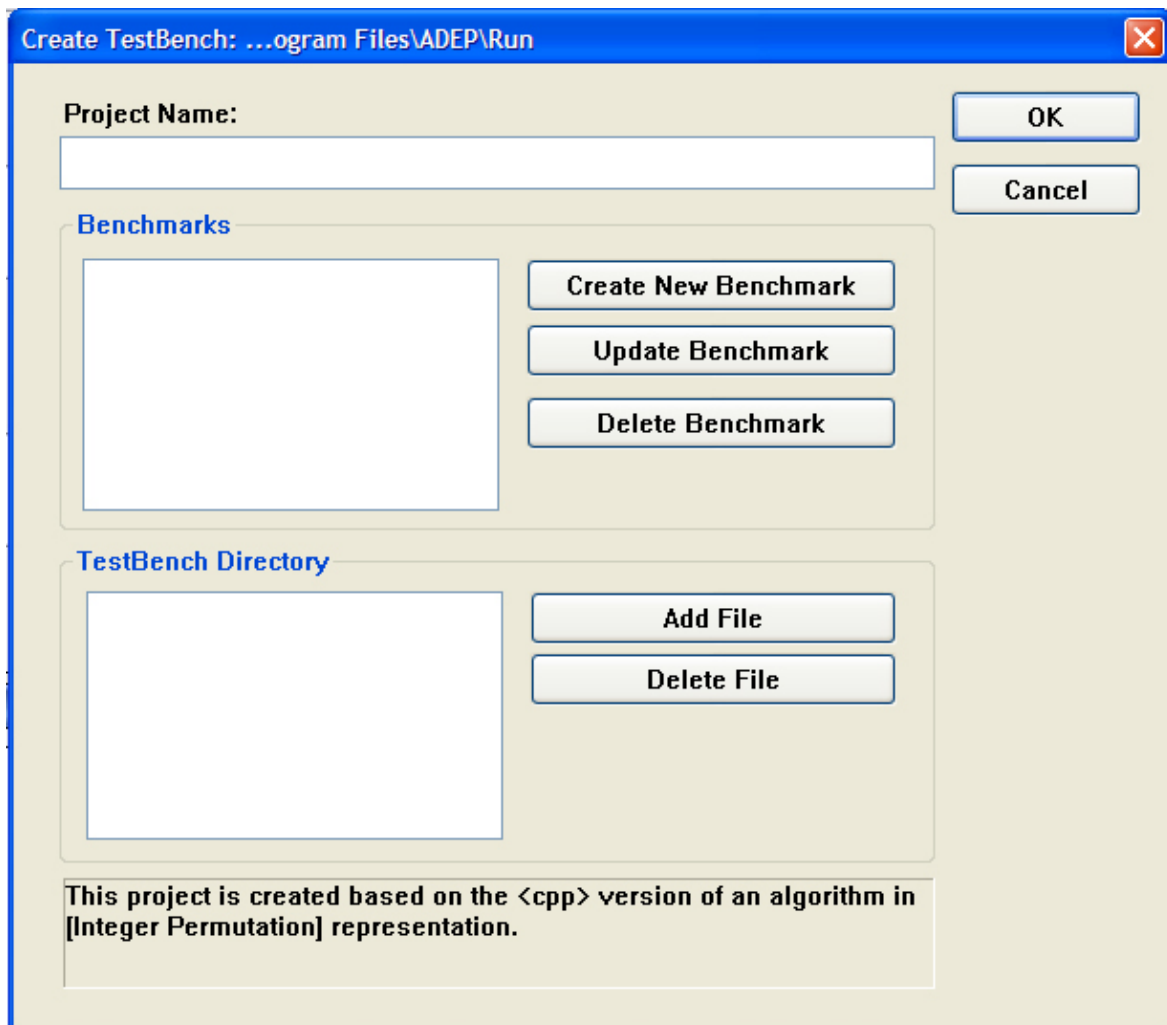 Create TestBench: ...ogram Files\ADEP\Run
Project Name:
OK
Cancel
Benchmarks
Create New Benchmark
Update Benchmark
Delete Benchmark
TestBench Directory
Add File
Delete File
This project is created based on the <cpp> version of an algorithm in
[Integer Permutation] representation.